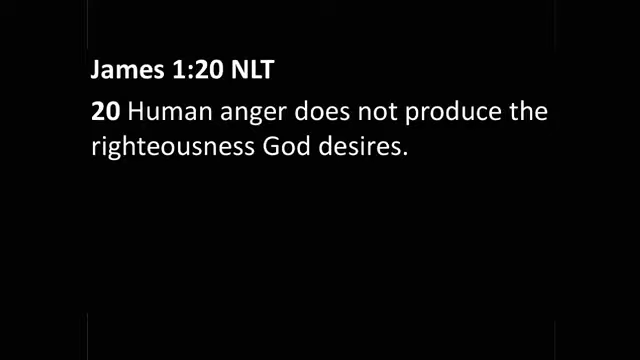 James 1:20 NLT
20 Human anger does not produce the
righteousness God desires.